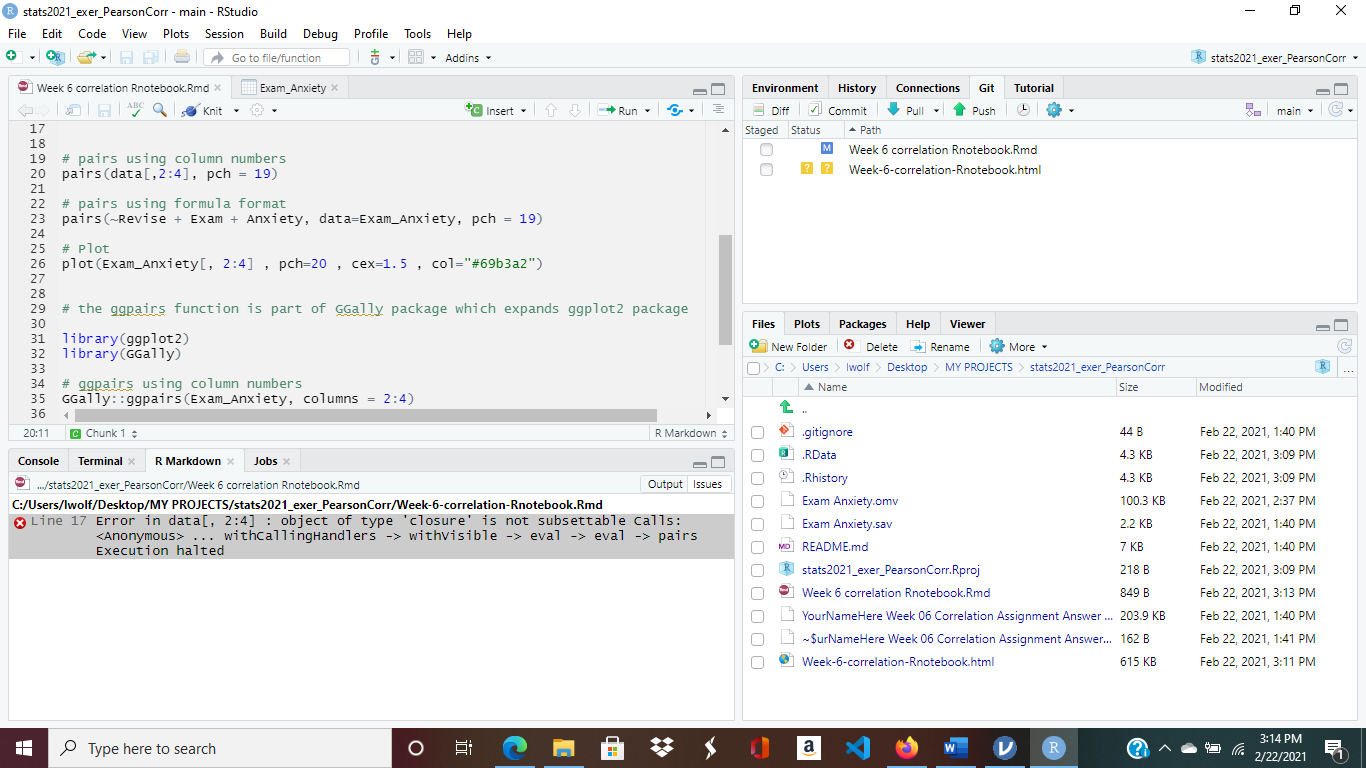 stats2021_exer_PearsonCorr - main - RStudio
File Edit Code View Plots Session Build Debug Profile Tools Help
Go to file/function Addins stats2021_exer_PearsonCorr
Week 6 correlation Rnotebook.Rmd Exam_Anxiety
ABC Knit Insert Run
17
18
19 # pairs using column numbers
20 pairs(data[,2:4], pch = 19)
21
22 # pairs using formula format
23 pairs(~Revise + Exam + Anxiety, data=Exam_Anxiety, pch = 19)
24
25 # Plot
26 plot(Exam_Anxiety[, 2:4] , pch=20 , cex=1.5 , col="#69b3a2")
27
28
29 # the ggpairs function is part of GGally package which expands ggplot2 package
30
31 library(ggplot2)
32 library(GGally)
33
34 # ggpairs using column numbers
35 GGally::ggpairs(Exam_Anxiety, columns = 2:4)
36
20:11 Chunk 1 R Markdown
Console Terminal R Markdown Jobs
.../stats2021_exer_PearsonCorr/Week 6 correlation Rnotebook.Rmd Output Issues
C:/Users/lwolf/Desktop/MY PROJECTS/stats2021_exer_PearsonCorr/Week-6-correlation-Rnotebook.Rmd
Line 17 Error in data[, 2:4] : object of type 'closure' is not subsettable Calls:
<Anonymous> ... withCallingHandlers -> withVisible -> eval -> eval -> pairs
Execution halted
Environment History Connections Git Tutorial
Diff Commit Pull Push main
Staged Status Path
M Week 6 correlation Rnotebook.Rmd
? ? Week-6-correlation-Rnotebook.html
Files Plots Packages Help Viewer
New Folder Delete Rename More
C: Users lwolf Desktop MY PROJECTS stats2021_exer_PearsonCorr ...
Name Size Modified
..
.gitignore 44 B Feb 22, 2021, 1:40 PM
.RData 4.3 KB Feb 22, 2021, 3:09 PM
.Rhistory 4.3 KB Feb 22, 2021, 3:09 PM
Exam Anxiety.omv 100.3 KB Feb 22, 2021, 2:37 PM
Exam Anxiety.sav 2.2 KB Feb 22, 2021, 1:40 PM
README.md 7 KB Feb 22, 2021, 1:40 PM
stats2021_exer_PearsonCorr.Rproj 218 B Feb 22, 2021, 3:09 PM
Week 6 correlation Rnotebook.Rmd 849 B Feb 22, 2021, 3:13 PM
YourNameHere Week 06 Correlation Assignment Answer ... 203.9 KB Feb 22, 2021, 1:40 PM
~$urNameHere Week 06 Correlation Assignment Answer... 162 B Feb 22, 2021, 1:41 PM
Week-6-correlation-Rnotebook.html 615 KB Feb 22, 2021, 3:11 PM
Type here to search
3:14 PM
2/22/2021
1